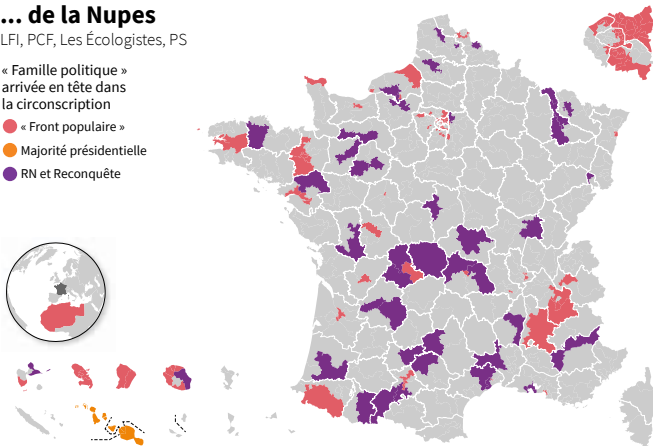 ... de la Nupes
LFI, PCF, Les Écologistes, PS
« Famille politique »
arrivée en tête dans
la circonscription
« Front populaire »
Majorité présidentielle
RN et Reconquête